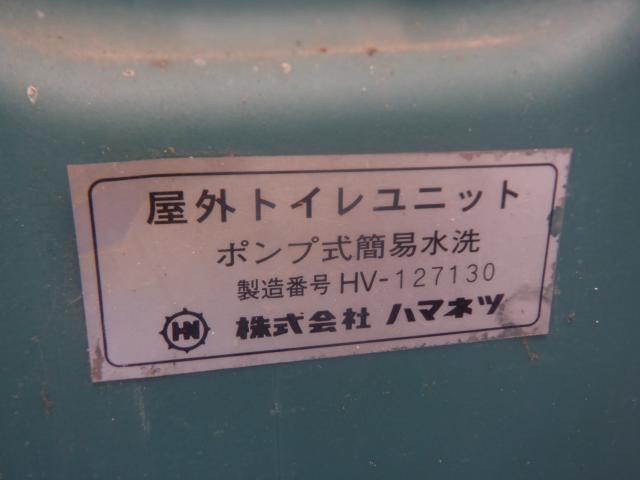 屋外トイレユニット
ポンプ式簡易水洗
製造番号 HV-127130
HN 株式会社 ハマネツ